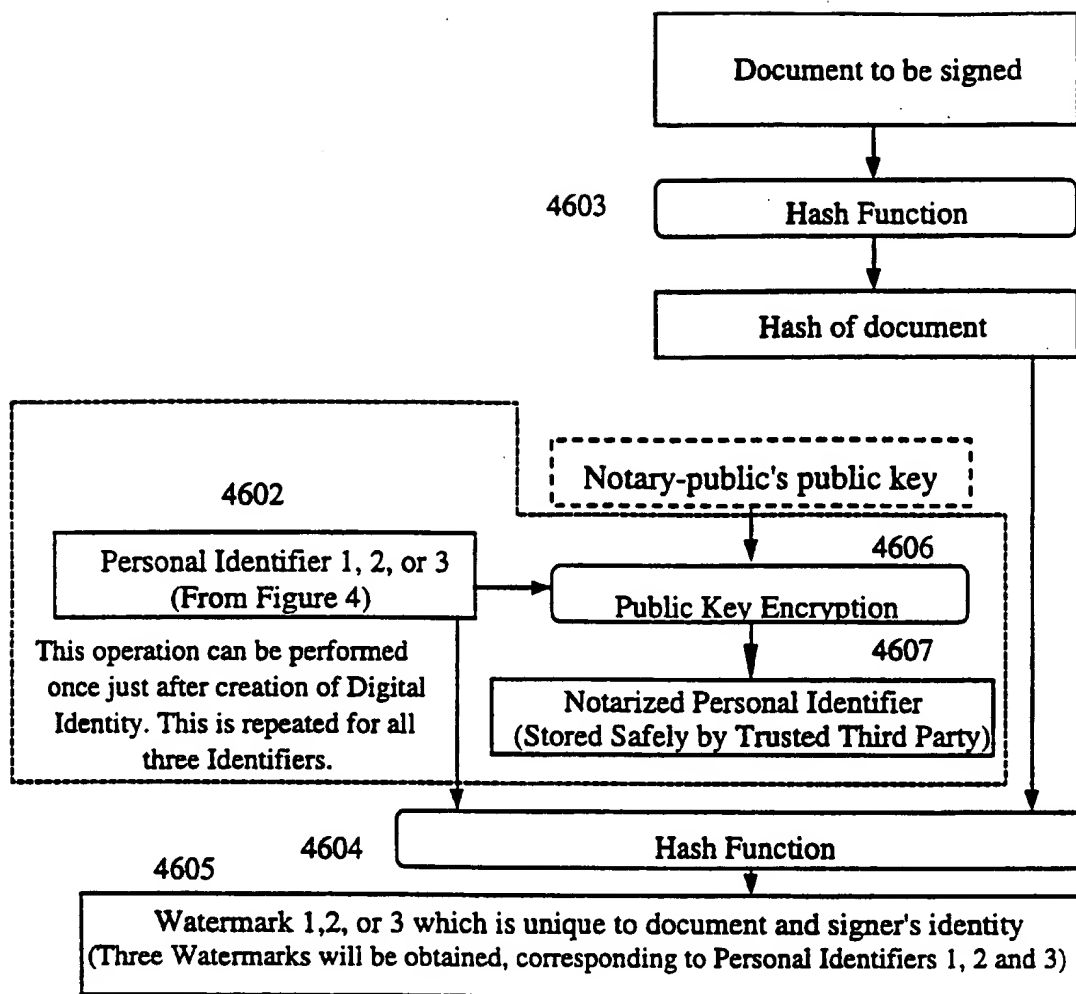 Document to be signed
4603
Hash Function
Hash of document
Notary-public's public key
4602
4606
Personal Identifier 1, 2, or 3
(From Figure 4)
Public Key Encryption
This operation can be performed
once just after creation of Digital
Identity. This is repeated for all
three Identifiers.
4607
Notarized Personal Identifier
(Stored Safely by Trusted Third Party)
4604
Hash Function
4605
Watermark 1,2, or 3 which is unique to document and signer's identity
(Three Watermarks will be obtained, corresponding to Personal Identifiers 1, 2 and 3)